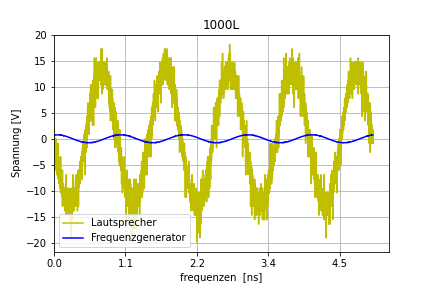 1000L
Spannung [V]
20
15
10
5
0
−5
−10
−15
−20
Lautsprecher
Frequenzgenerator
0.0 1.1 2.2 3.4 4.5
frequenzen [ns]